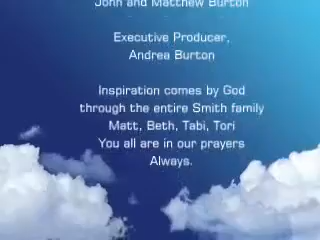 John and Matthew Burton
Executive Producer,
Andrea Burton
Inspiration comes by God
through the entire Smith family
Matt, Beth, Tabi, Tori
You all are in our prayers
Always.